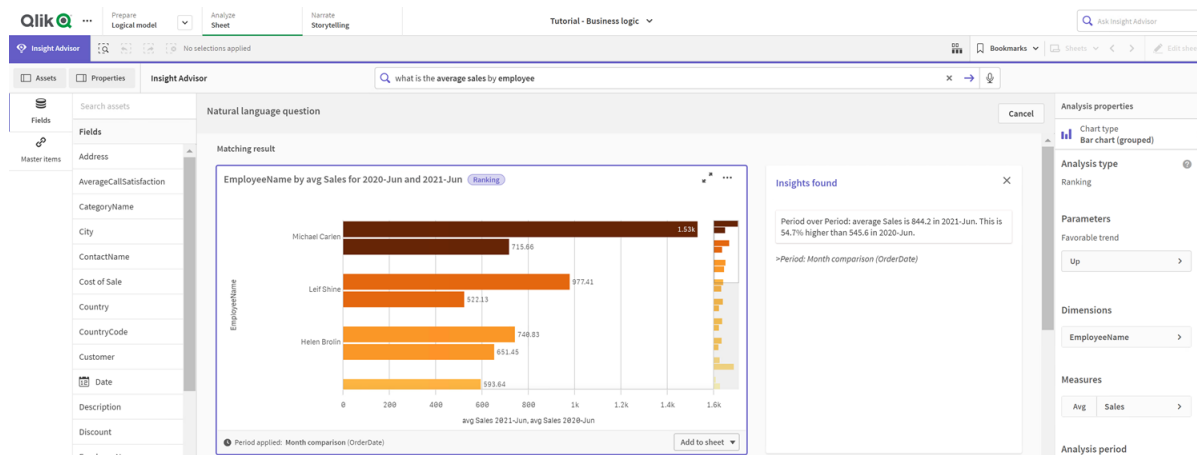 Qlik
Prepare
Logical model
Analyze
Sheet
Narrate
Storytelling
Tutorial - Business logic
Ask Insight Advisor
Insight Advisor
No selections applied
Bookmarks
Sheets
Edit shee
Assets
Properties
Insight Advisor
what is the average sales by employee
Fields
Master items
Search assets
Fields
Address
AverageCallSatisfaction
CategoryName
City
ContactName
Cost of Sale
Country
CountryCode
Customer
Date
Description
Discount
Natural language question
Cancel
Matching result
EmployeeName by avg Sales for 2020-Jun and 2021-Jun
Ranking
EmployeeName
Michael Carlen
1.53k
715.66
Leif Shine
977.41
522.13
Helen Brolin
740.83
651.45
593.64
0 200 400 600 800 1k 1.2k 1.4k 1.6k
avg Sales 2021-Jun, avg Sales 2020-Jun
Period applied: Month comparison (OrderDate)
Add to sheet
Insights found
Period over Period: average Sales is 844.2 in 2021-Jun. This is
54.7% higher than 545.6 in 2020-Jun.
>Period: Month comparison (OrderDate)
Analysis properties
Chart type
Bar chart (grouped)
Analysis type
Ranking
Parameters
Favorable trend
Up
Dimensions
EmployeeName
Measures
Avg Sales
Analysis period